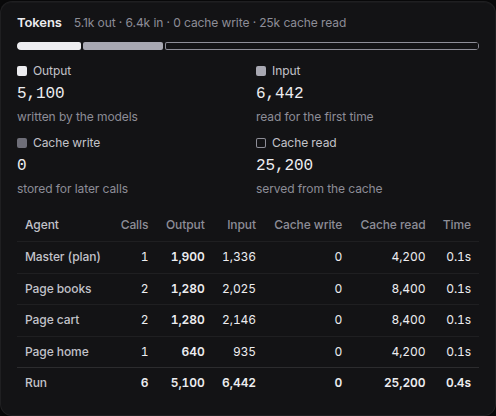 Tokens 5.1k out · 6.4k in · 0 cache write · 25k cache read
Output Input
5,100 6,442
written by the models read for the first time
Cache write Cache read
0 25,200
stored for later calls served from the cache
Agent Calls Output Input Cache write Cache read Time
Master (plan) 1 1,900 1,336 0 4,200 0.1s
Page books 2 1,280 2,025 0 8,400 0.1s
Page cart 2 1,280 2,146 0 8,400 0.1s
Page home 1 640 935 0 4,200 0.1s
Run 6 5,100 6,442 0 25,200 0.4s